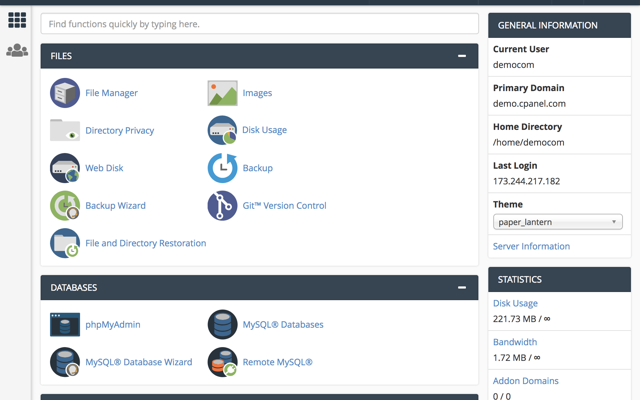 Find functions quickly by typing here.
FILES
File Manager
Images
Directory Privacy
Disk Usage
Web Disk
Backup
Backup Wizard
Git™ Version Control
File and Directory Restoration
DATABASES
phpMyAdmin
MySQL® Databases
MySQL® Database Wizard
Remote MySQL®
GENERAL INFORMATION
Current User
democom
Primary Domain
demo.cpanel.com
Home Directory
/home/democom
Last Login
173.244.217.182
Theme
paper_lantern
Server Information
STATISTICS
Disk Usage
221.73 MB / ∞
Bandwidth
1.72 MB / ∞
Addon Domains
0 / 0